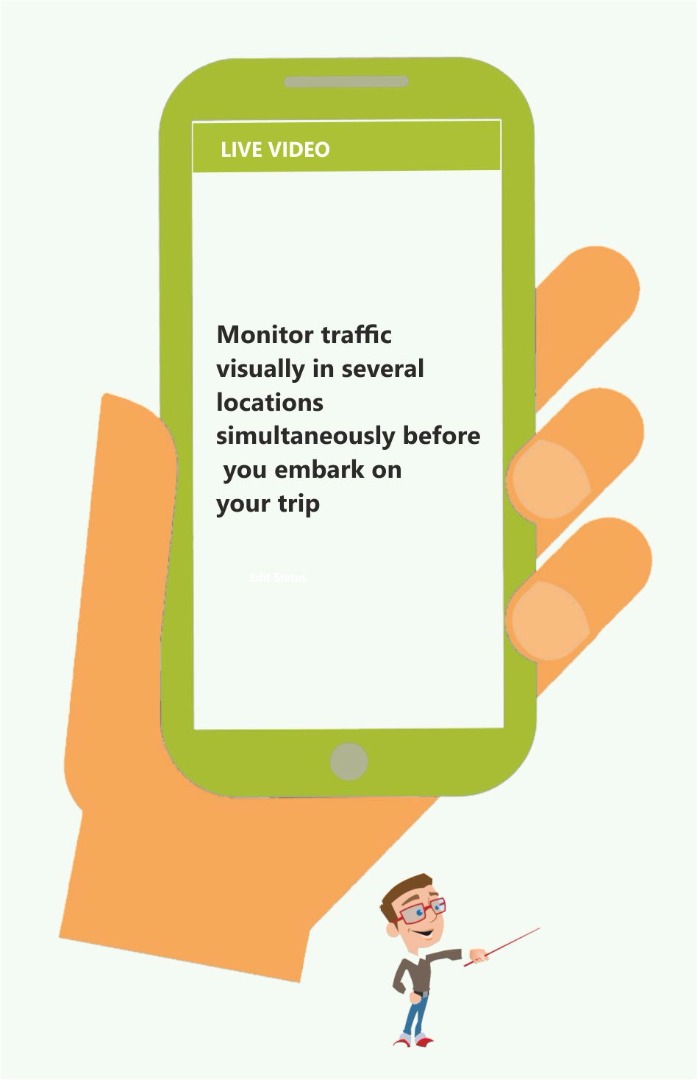 LIVE VIDEO
Monitor traffic
visually in several
locations
simultaneously before
you embark on
your trip